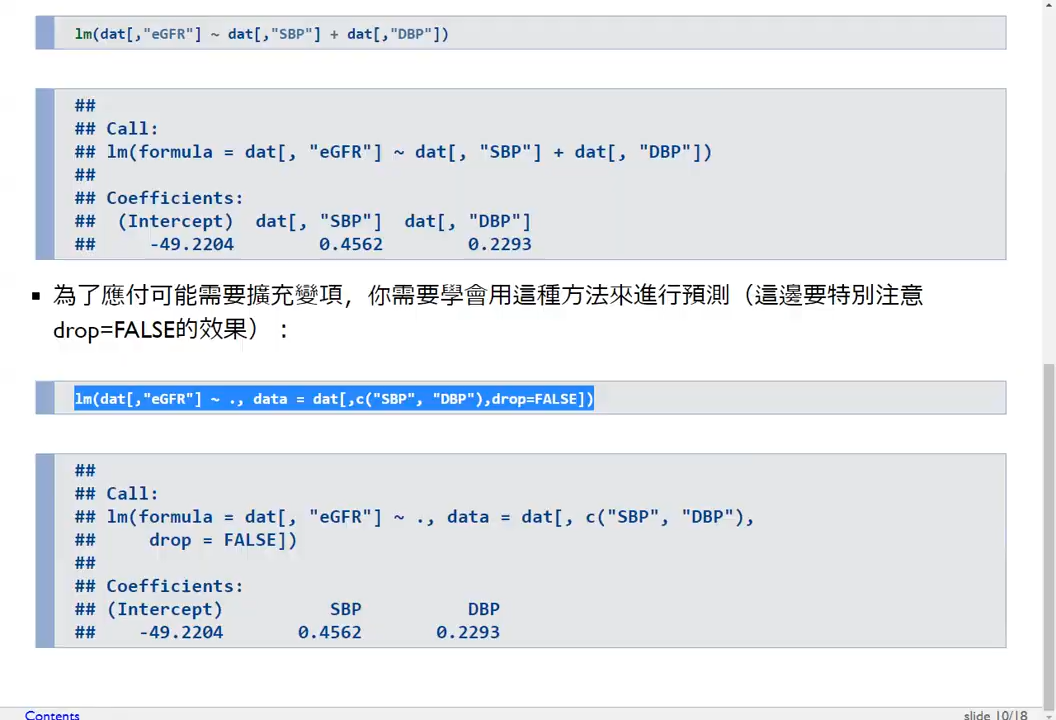 lm(dat[,"eGFR"] ~ dat[,"SBP"] + dat[,"DBP"])
##
## Call:
## lm(formula = dat[, "eGFR"] ~ dat[, "SBP"] + dat[, "DBP"])
##
## Coefficients:
##  (Intercept)  dat[, "SBP"]  dat[, "DBP"]
##     -49.2204        0.4562        0.2293
▪ 為了應付可能需要擴充變項，你需要學會用這種方法來進行預測（這邊要特別注意
drop=FALSE的效果）：
lm(dat[,"eGFR"] ~ ., data = dat[,c("SBP", "DBP"),drop=FALSE])
##
## Call:
## lm(formula = dat[, "eGFR"] ~ ., data = dat[, c("SBP", "DBP"),
##     drop = FALSE])
##
## Coefficients:
## (Intercept)          SBP          DBP
##    -49.2204       0.4562       0.2293
Contents
slide 10/18